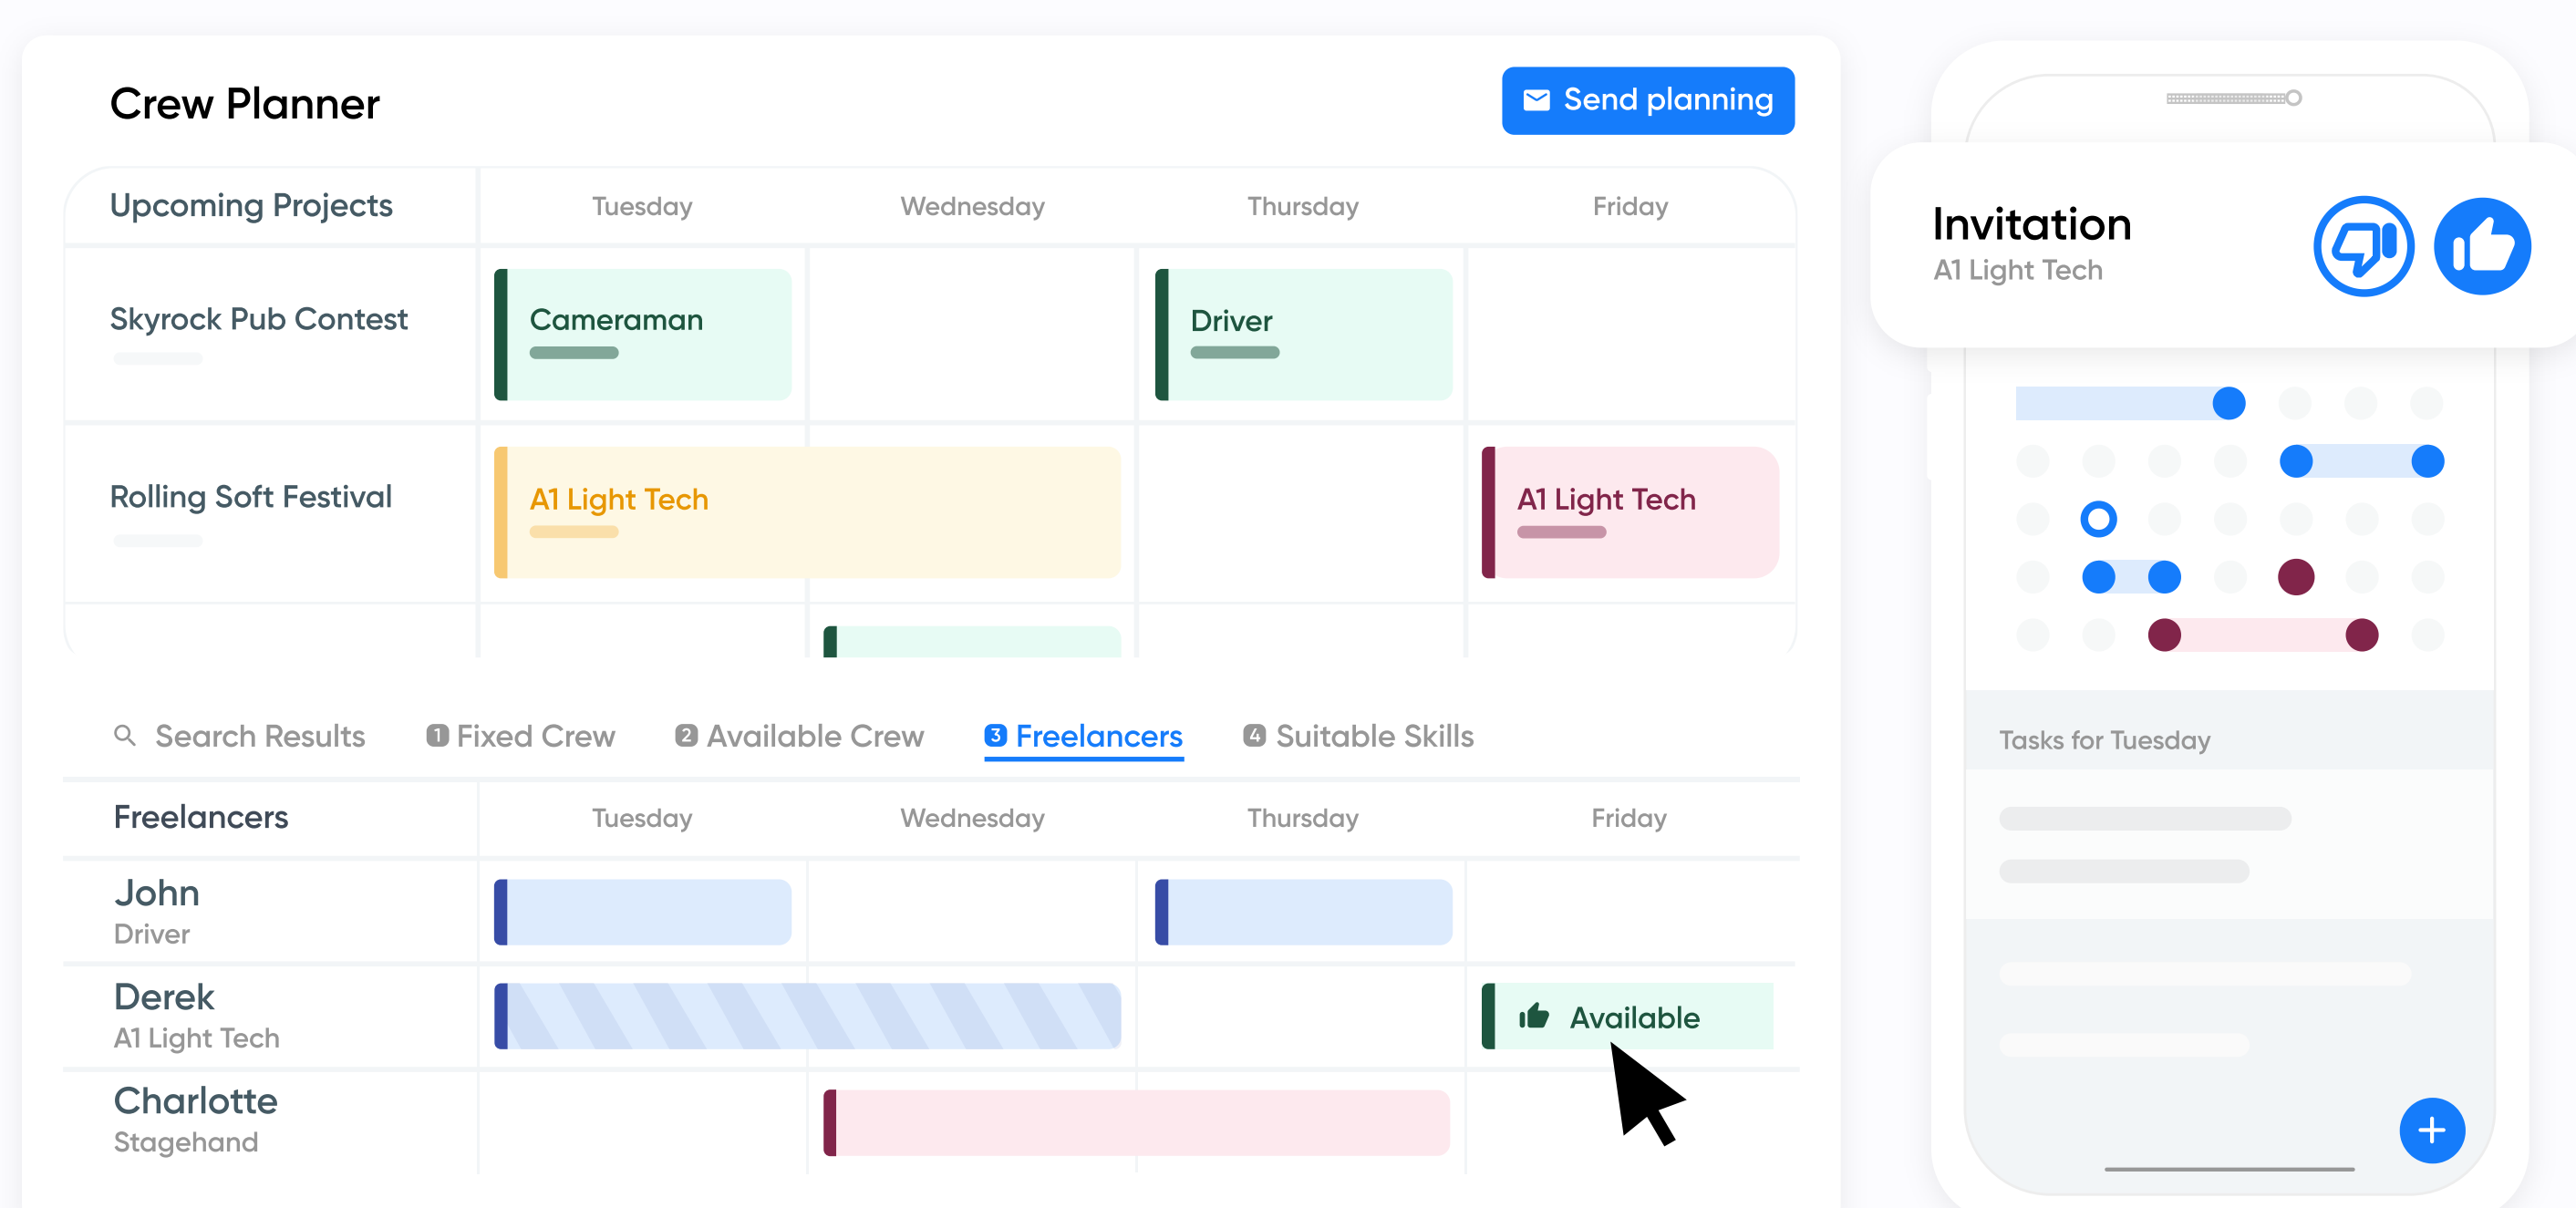 Crew Planner
Send planning
Upcoming Projects
Tuesday
Wednesday
Thursday
Friday
Skyrock Pub Contest
Cameraman
Driver
Rolling Soft Festival
A1 Light Tech
A1 Light Tech
Search Results
1 Fixed Crew
2 Available Crew
3 Freelancers
4 Suitable Skills
Freelancers
Tuesday
Wednesday
Thursday
Friday
John
Driver
Derek
A1 Light Tech
Available
Charlotte
Stagehand
Invitation
A1 Light Tech
Tasks for Tuesday